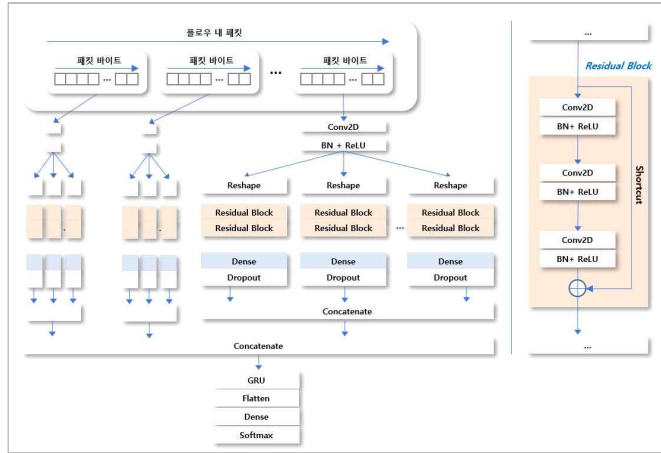 플로우 내 패킷
패킷 바이트 패킷 바이트 패킷 바이트
... ... ... ...
Conv2D
BN + ReLU
Reshape Reshape Reshape
Residual Block Residual Block Residual Block
Residual Block Residual Block ... Residual Block
Dense Dense Dense
Dropout Dropout Dropout
Concatenate
Concatenate
GRU
Flatten
Dense
Softmax
...
Residual Block
Conv2D
BN+ ReLU
Conv2D
BN+ ReLU
Conv2D
BN+ ReLU
Shortcut
...